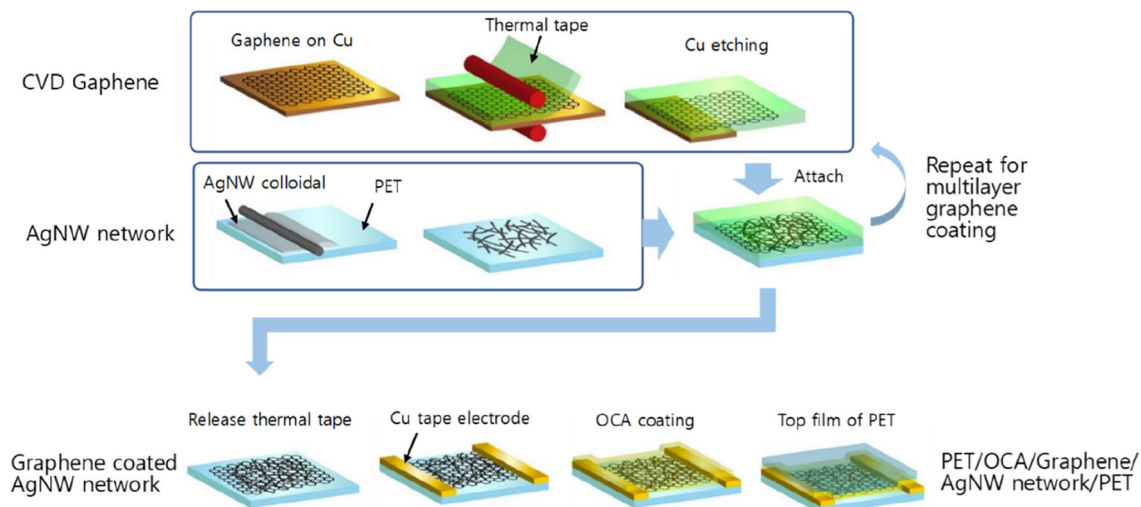 Thermal tape
Gaphene on Cu
Cu etching
CVD Gaphene
AgNW colloidal
PET
AgNW network
Attach
Repeat for
multilayer
graphene
coating
Release thermal tape
Cu tape electrode
OCA coating
Top film of PET
Graphene coated
AgNW network
PET/OCA/Graphene/
AgNW network/PET